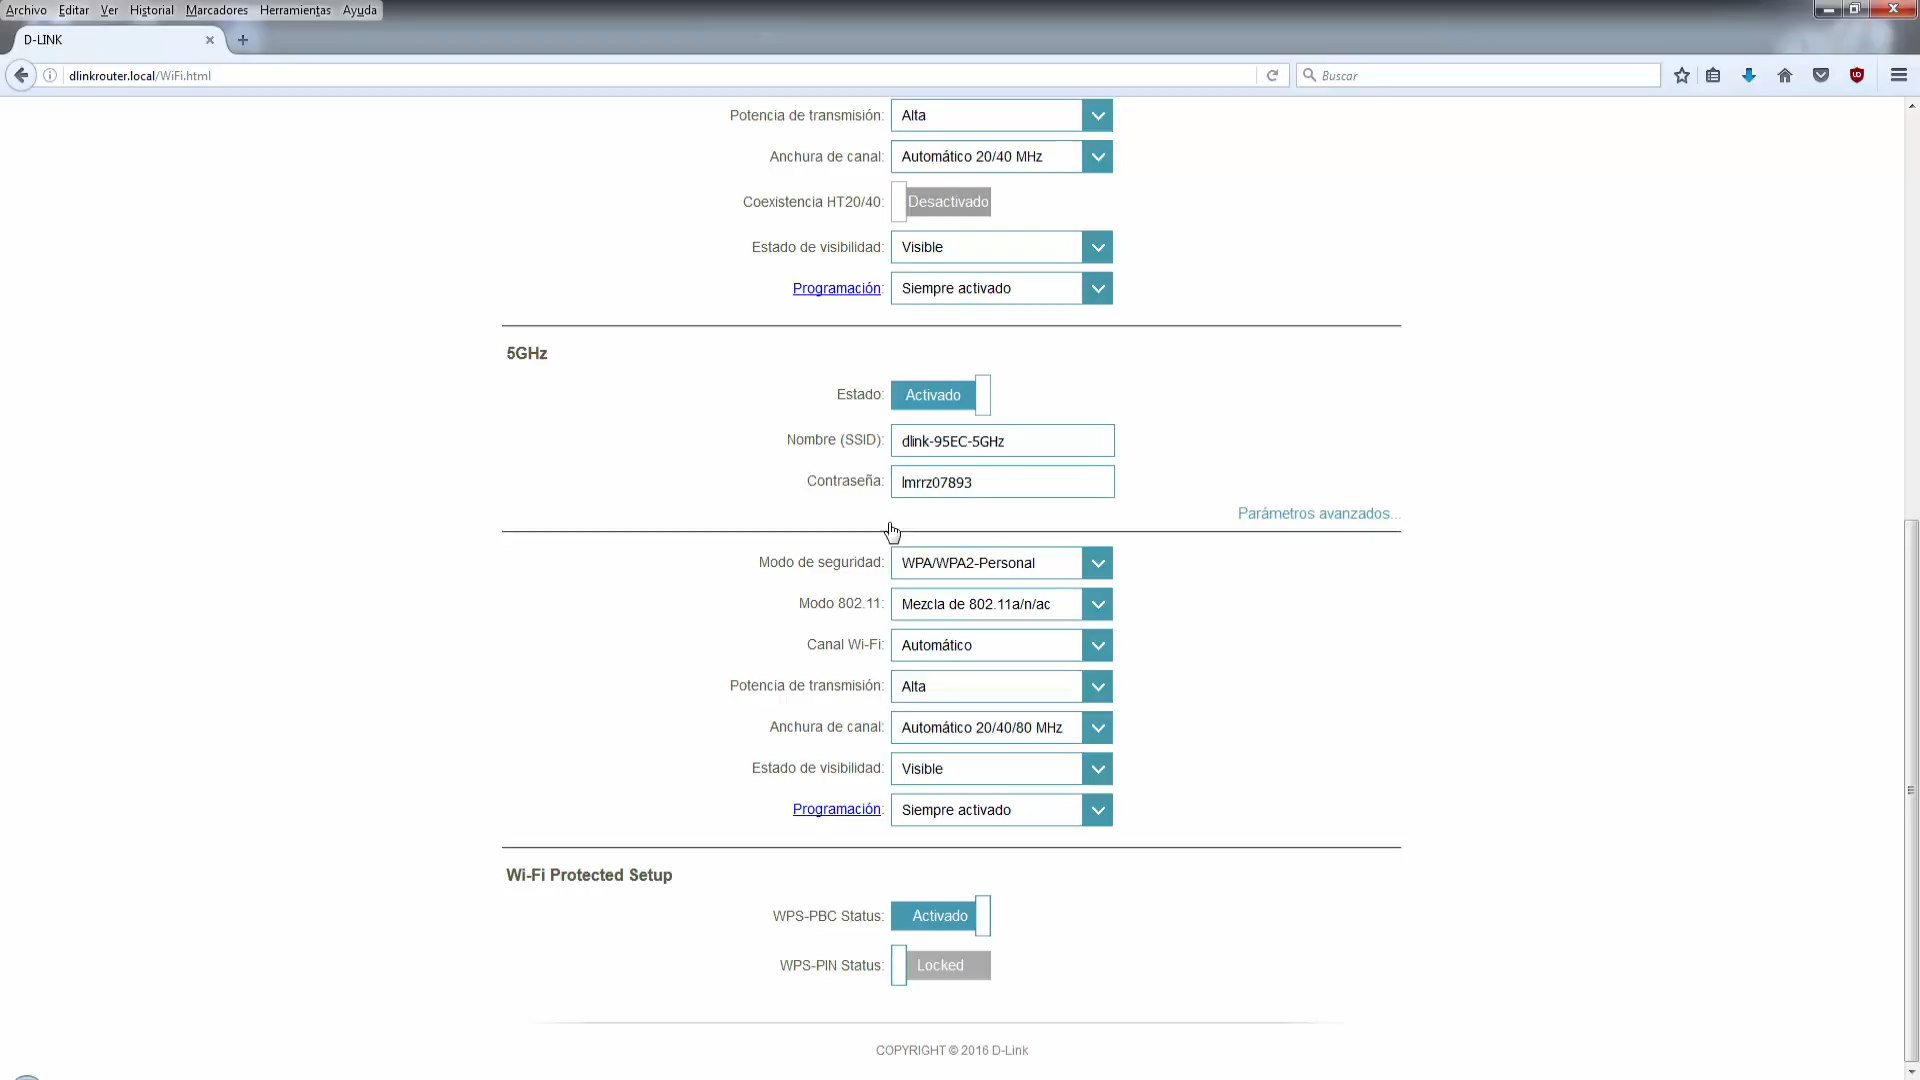 Archivo Editar Ver Historial Marcadores Herramientas Ayuda
D-LINK
dlinkrouter.local/WiFi.html
Buscar
Potencia de transmisión: Alta
Anchura de canal: Automático 20/40 MHz
Coexistencia HT20/40: Desactivado
Estado de visibilidad: Visible
Programación: Siempre activado
5GHz
Estado: Activado
Nombre (SSID): dlink-95EC-5GHz
Contraseña: lmrrz07893
Parámetros avanzados...
Modo de seguridad: WPA/WPA2-Personal
Modo 802.11: Mezcla de 802.11a/n/ac
Canal Wi-Fi: Automático
Potencia de transmisión: Alta
Anchura de canal: Automático 20/40/80 MHz
Estado de visibilidad: Visible
Programación: Siempre activado
Wi-Fi Protected Setup
WPS-PBC Status: Activado
WPS-PIN Status: Locked
COPYRIGHT © 2016 D-Link